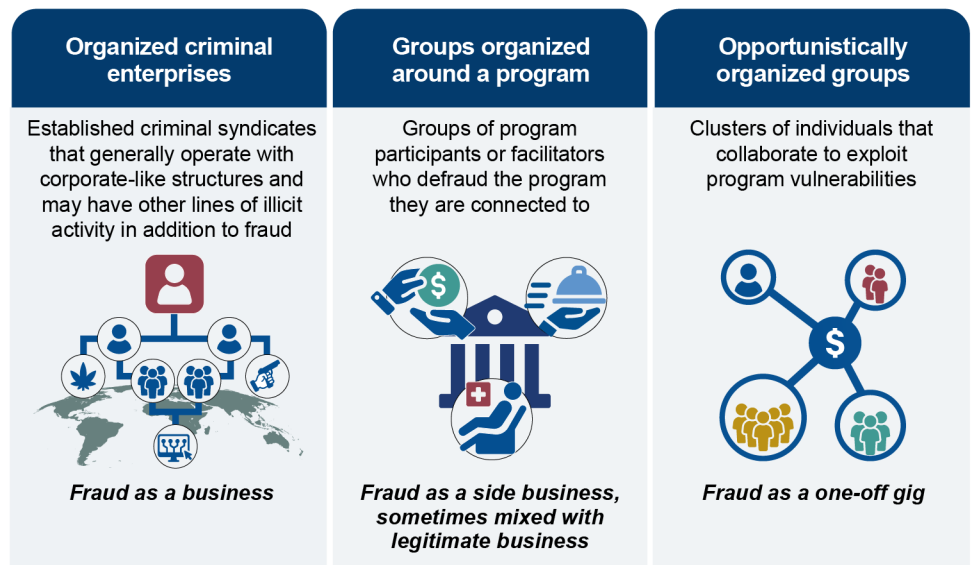 Organized criminal
enterprises
Established criminal syndicates
that generally operate with
corporate-like structures and
may have other lines of illicit
activity in addition to fraud
Fraud as a business
Groups organized
around a program
Groups of program
participants or facilitators
who defraud the program
they are connected to
$
Fraud as a side business,
sometimes mixed with
legitimate business
Opportunistically
organized groups
Clusters of individuals that
collaborate to exploit
program vulnerabilities
$
Fraud as a one-off gig